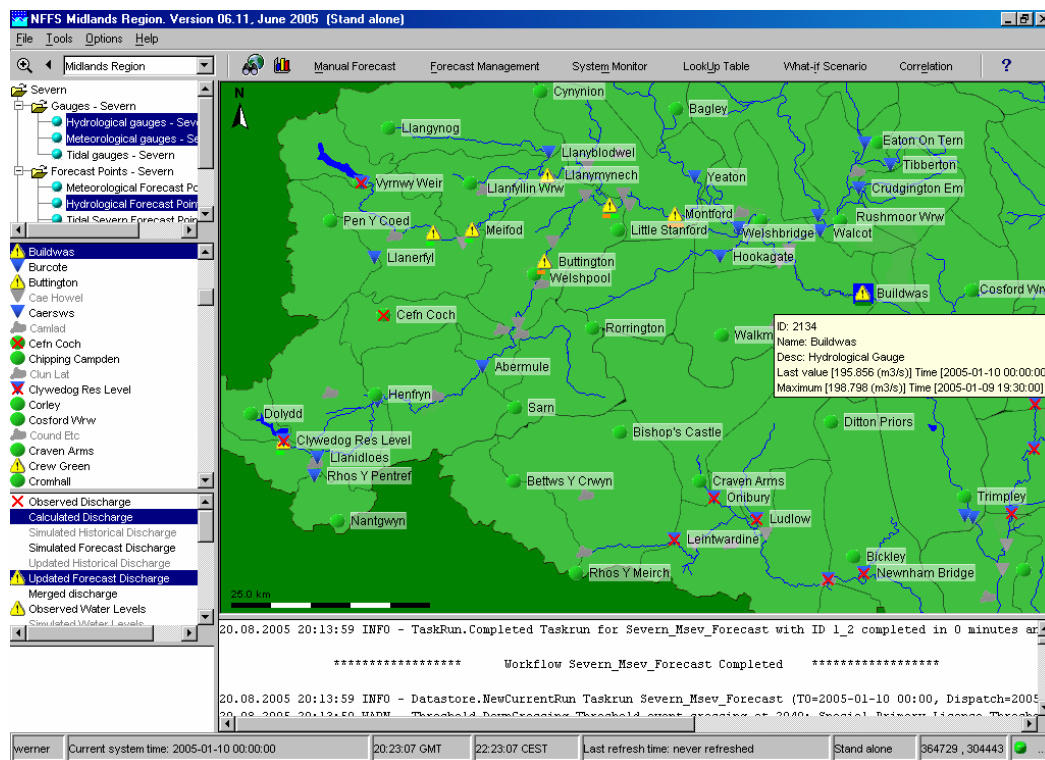 NFFS Midlands Region. Version 06.11, June 2005 (Stand alone)
File Tools Options Help
Midlands Region Manual Forecast Forecast Management System Monitor LookUp Table What-if Scenario Correlation ?
Severn
Gauges - Severn
Hydrological gauges - Seve
Meteorological gauges - Se
Tidal gauges - Severn
Forecast Points - Severn
Meteorological Forecast Po
Hydrological Forecast Poin
Tidal Severn Forecast Poin
Buildwas
Burcote
Buttington
Cae Howel
Caersws
Camlad
Cefn Coch
Chipping Campden
Clun Lat
Clywedog Res Level
Corley
Cosford Wrw
Cound Etc
Craven Arms
Crew Green
Cromhall
Observed Discharge
Calculated Discharge
Simulated Historical Discharge
Simulated Forecast Discharge
Updated Historical Discharge
Updated Forecast Discharge
Merged discharge
Observed Water Levels
Simulated Water Levels
N
Cynynion
Bagley
Llangynog
Eaton On Tern
Llanyblodwel
Tibberton
Llanymynech
Yeaton
Vyrnwy Weir
Llanfyllin Wrw
Crudgington Em
Pen Y Coed
Montford
Rushmoor Wrw
Meifod
Little Stanford
Welshbridge
Walcot
Llanerfyl
Buttington
Hookagate
Welshpool
Buildwas
Cosford Wrw
Cefn Coch
Rorrington
Walkm
ID: 2134
Name: Buildwas
Desc: Hydrological Gauge
Last value [195.856 (m3/s)] Time [2005-01-10 00:00:00
Maximum [198.798 (m3/s)] Time [2005-01-09 19:30:00]
Abermule
Henfryn
Sarn
Dolydd
Bishop's Castle
Ditton Priors
Clywedog Res Level
Llanidloes
Rhos Y Pentref
Bettws Y Crwyn
Craven Arms
Onibury
Trimpley
Nantgwyn
Ludlow
Leintwardine
Bickley
Rhos Y Meirch
Newnham Bridge
25.0 km
20.08.2005 20:13:59 INFO - TaskRun.Completed Taskrun for Severn_Msev_Forecast with ID 1_2 completed in 0 minutes an
****************** Workflow Severn_Msev_Forecast Completed ******************
20.08.2005 20:13:59 INFO - Datastore.NewCurrentRun Taskrun Severn_Msev_Forecast (T0=2005-01-10 00:00, Dispatch=2005
werner Current system time: 2005-01-10 00:00:00 20:23:07 GMT 22:23:07 CEST Last refresh time: never refreshed Stand alone 364729 , 304443 ...